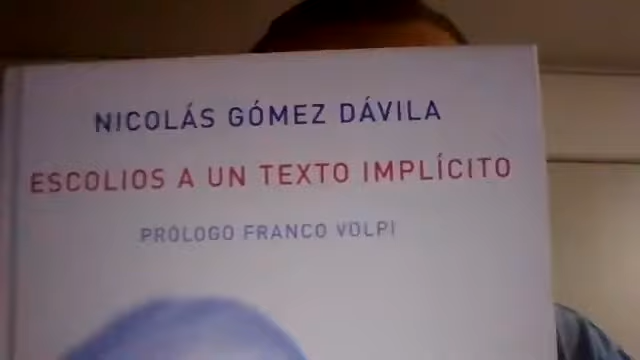 NICOLÁS GÓMEZ DÁVILA
ESCOLIOS A UN TEXTO IMPLÍCITO
PRÓLOGO FRANCO VOLPI